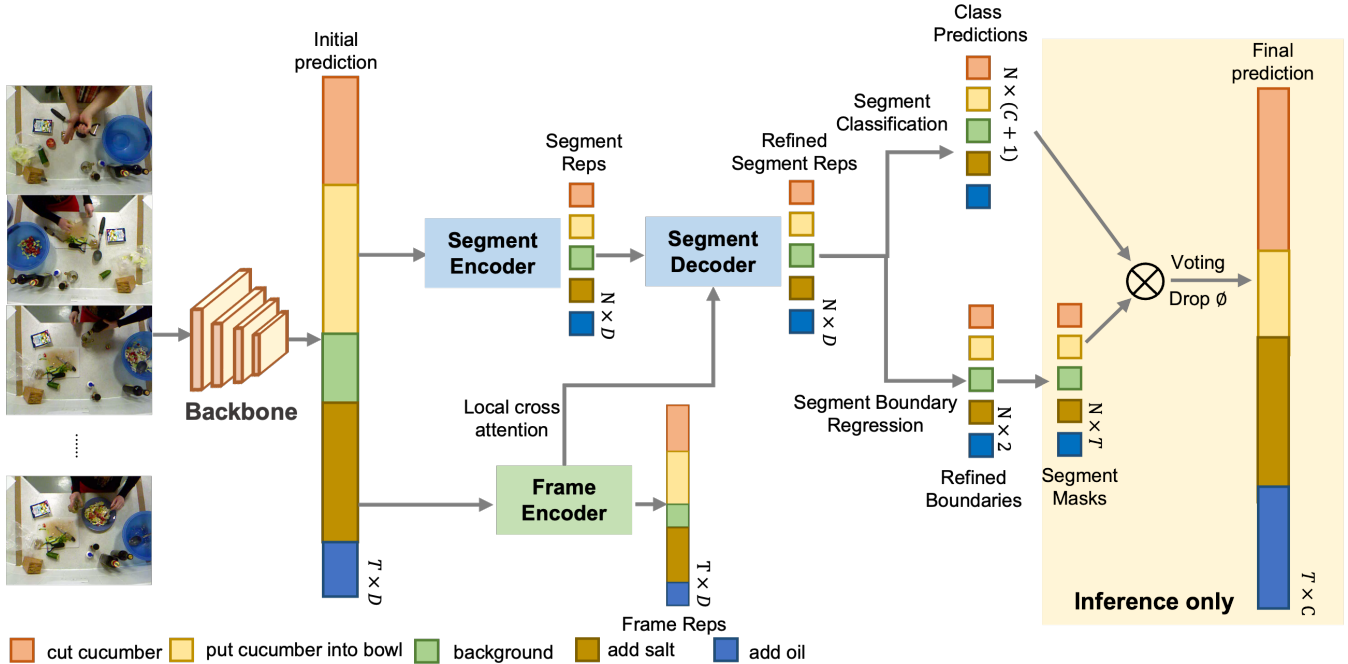 Initial
prediction
Backbone
T × D
Segment
Encoder
Segment
Reps
N × D
Segment
Decoder
Local cross
attention
Frame
Encoder
T × D
Frame Reps
Refined
Segment Reps
N × D
Segment
Classification
Class
Predictions
N × (C + 1)
Segment Boundary
Regression
N × 2
Refined
Boundaries
N × T
Segment
Masks
Voting
Drop ∅
Final
prediction
T × C
Inference only
cut cucumber
put cucumber into bowl
background
add salt
add oil